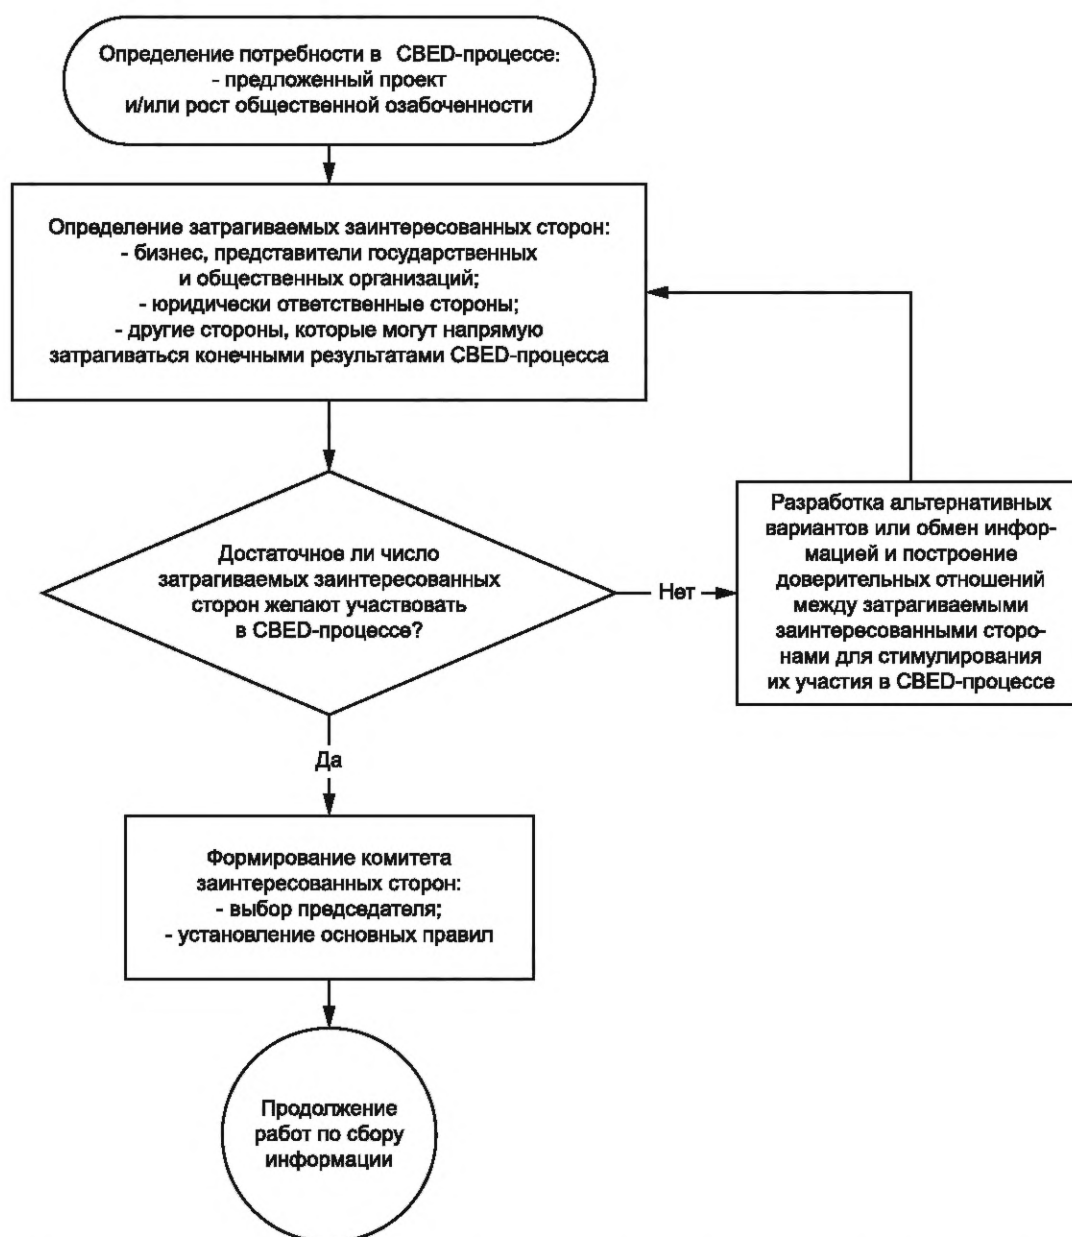 Определение потребности в CBED-процессе:
- предложенный проект
и/или рост общественной озабоченности
Определение затрагиваемых заинтересованных сторон:
- бизнес, представители государственных
и общественных организаций;
- юридически ответственные стороны;
- другие стороны, которые могут напрямую
затрагиваться конечными результатами CBED-процесса
Достаточное ли число
затрагиваемых заинтересованных
сторон желают участвовать
в CBED-процессе?
Нет
Разработка альтернативных
вариантов или обмен инфор-
мацией и построение
доверительных отношений
между затрагиваемыми
заинтересованными сторо-
нами для стимулирования
их участия в CBED-процессе
Да
Формирование комитета
заинтересованных сторон:
- выбор председателя;
- установление основных правил
Продолжение
работ по сбору
информации